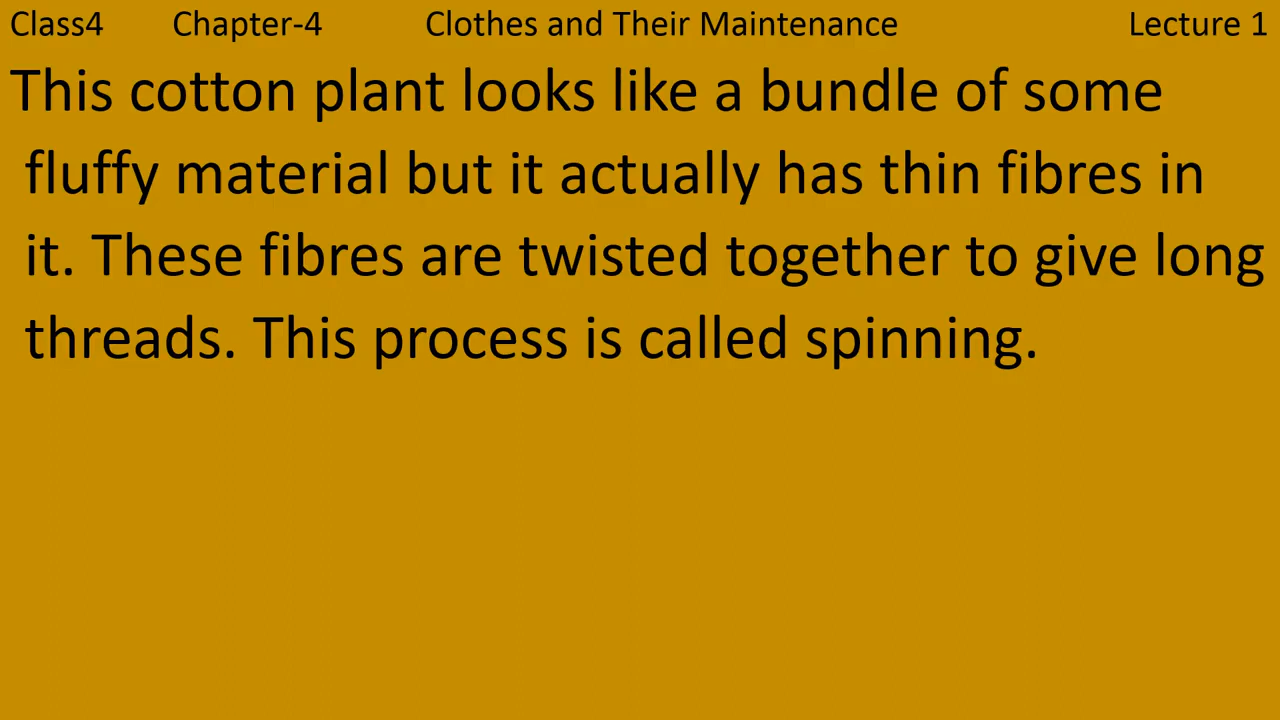 Class4 Chapter-4 Clothes and Their Maintenance Lecture 1
This cotton plant looks like a bundle of some
fluffy material but it actually has thin fibres in
it. These fibres are twisted together to give long
threads. This process is called spinning.